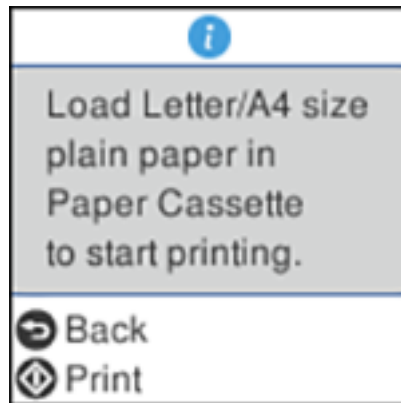 i
Load Letter/A4 size
plain paper in
Paper Cassette
to start printing.
Back
Print